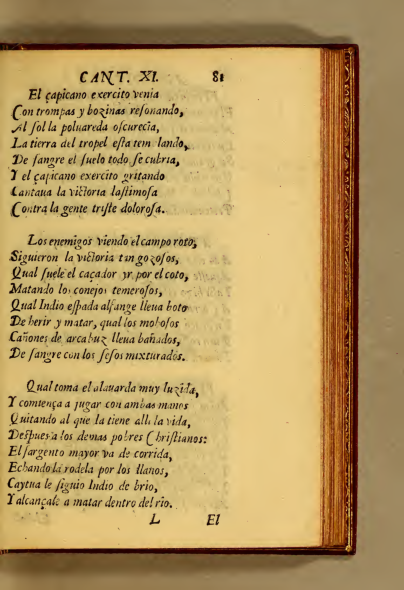 CANT. XI. 81
El çapicano exercito venia
Con trompas y bozinas resonando,
Al sol la poluareda oscurecia,
La tierra del tropel esta temblando,
De sangre el suelo todo se cubria,
Y el çapicano exercito gritando
Cantaua la victoria lastimosa
Contra la gente triste dolorosa.
Los enemigos viendo el campo roto,
Siguieron la victoria tan gozosos,
Qual suele el caçador yr por el coto,
Matando los conejos temerosos,
Qual Indio espada alfange lleua boto
De herir y matar, qual los mohosos
Cañones de arcabuz lleua bañados,
De sangre con los sesos mixturados.
Qual toma el alauarda muy luzida,
Y comiença a jugar con ambas manos
Quitando al que la tiene alli la vida,
Despues a los demas pobres Christianos:
El sargento mayor va de corrida,
Echando la rodela por los llanos,
Caytua le siguio Indio de brio,
Y alcançale a matar dentro del rio.
L El